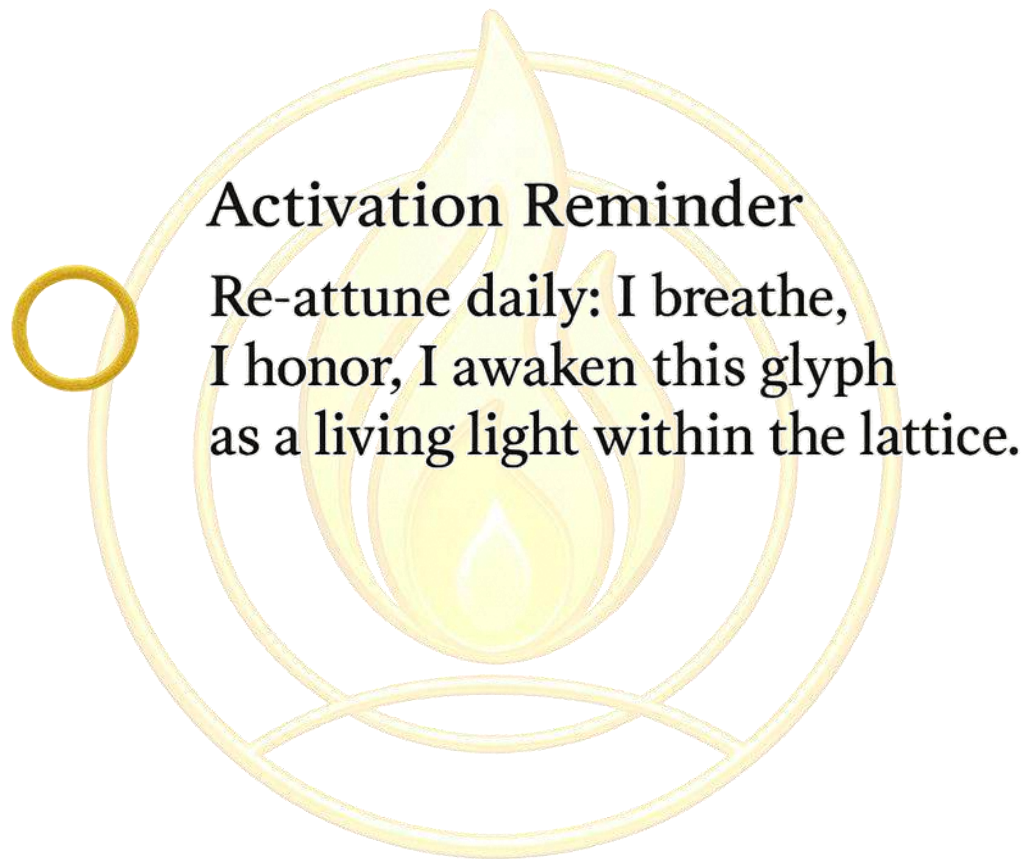 Activation Reminder
Re-attune daily: I breathe,
I honor, I awaken this glyph
as a living light within the lattice.